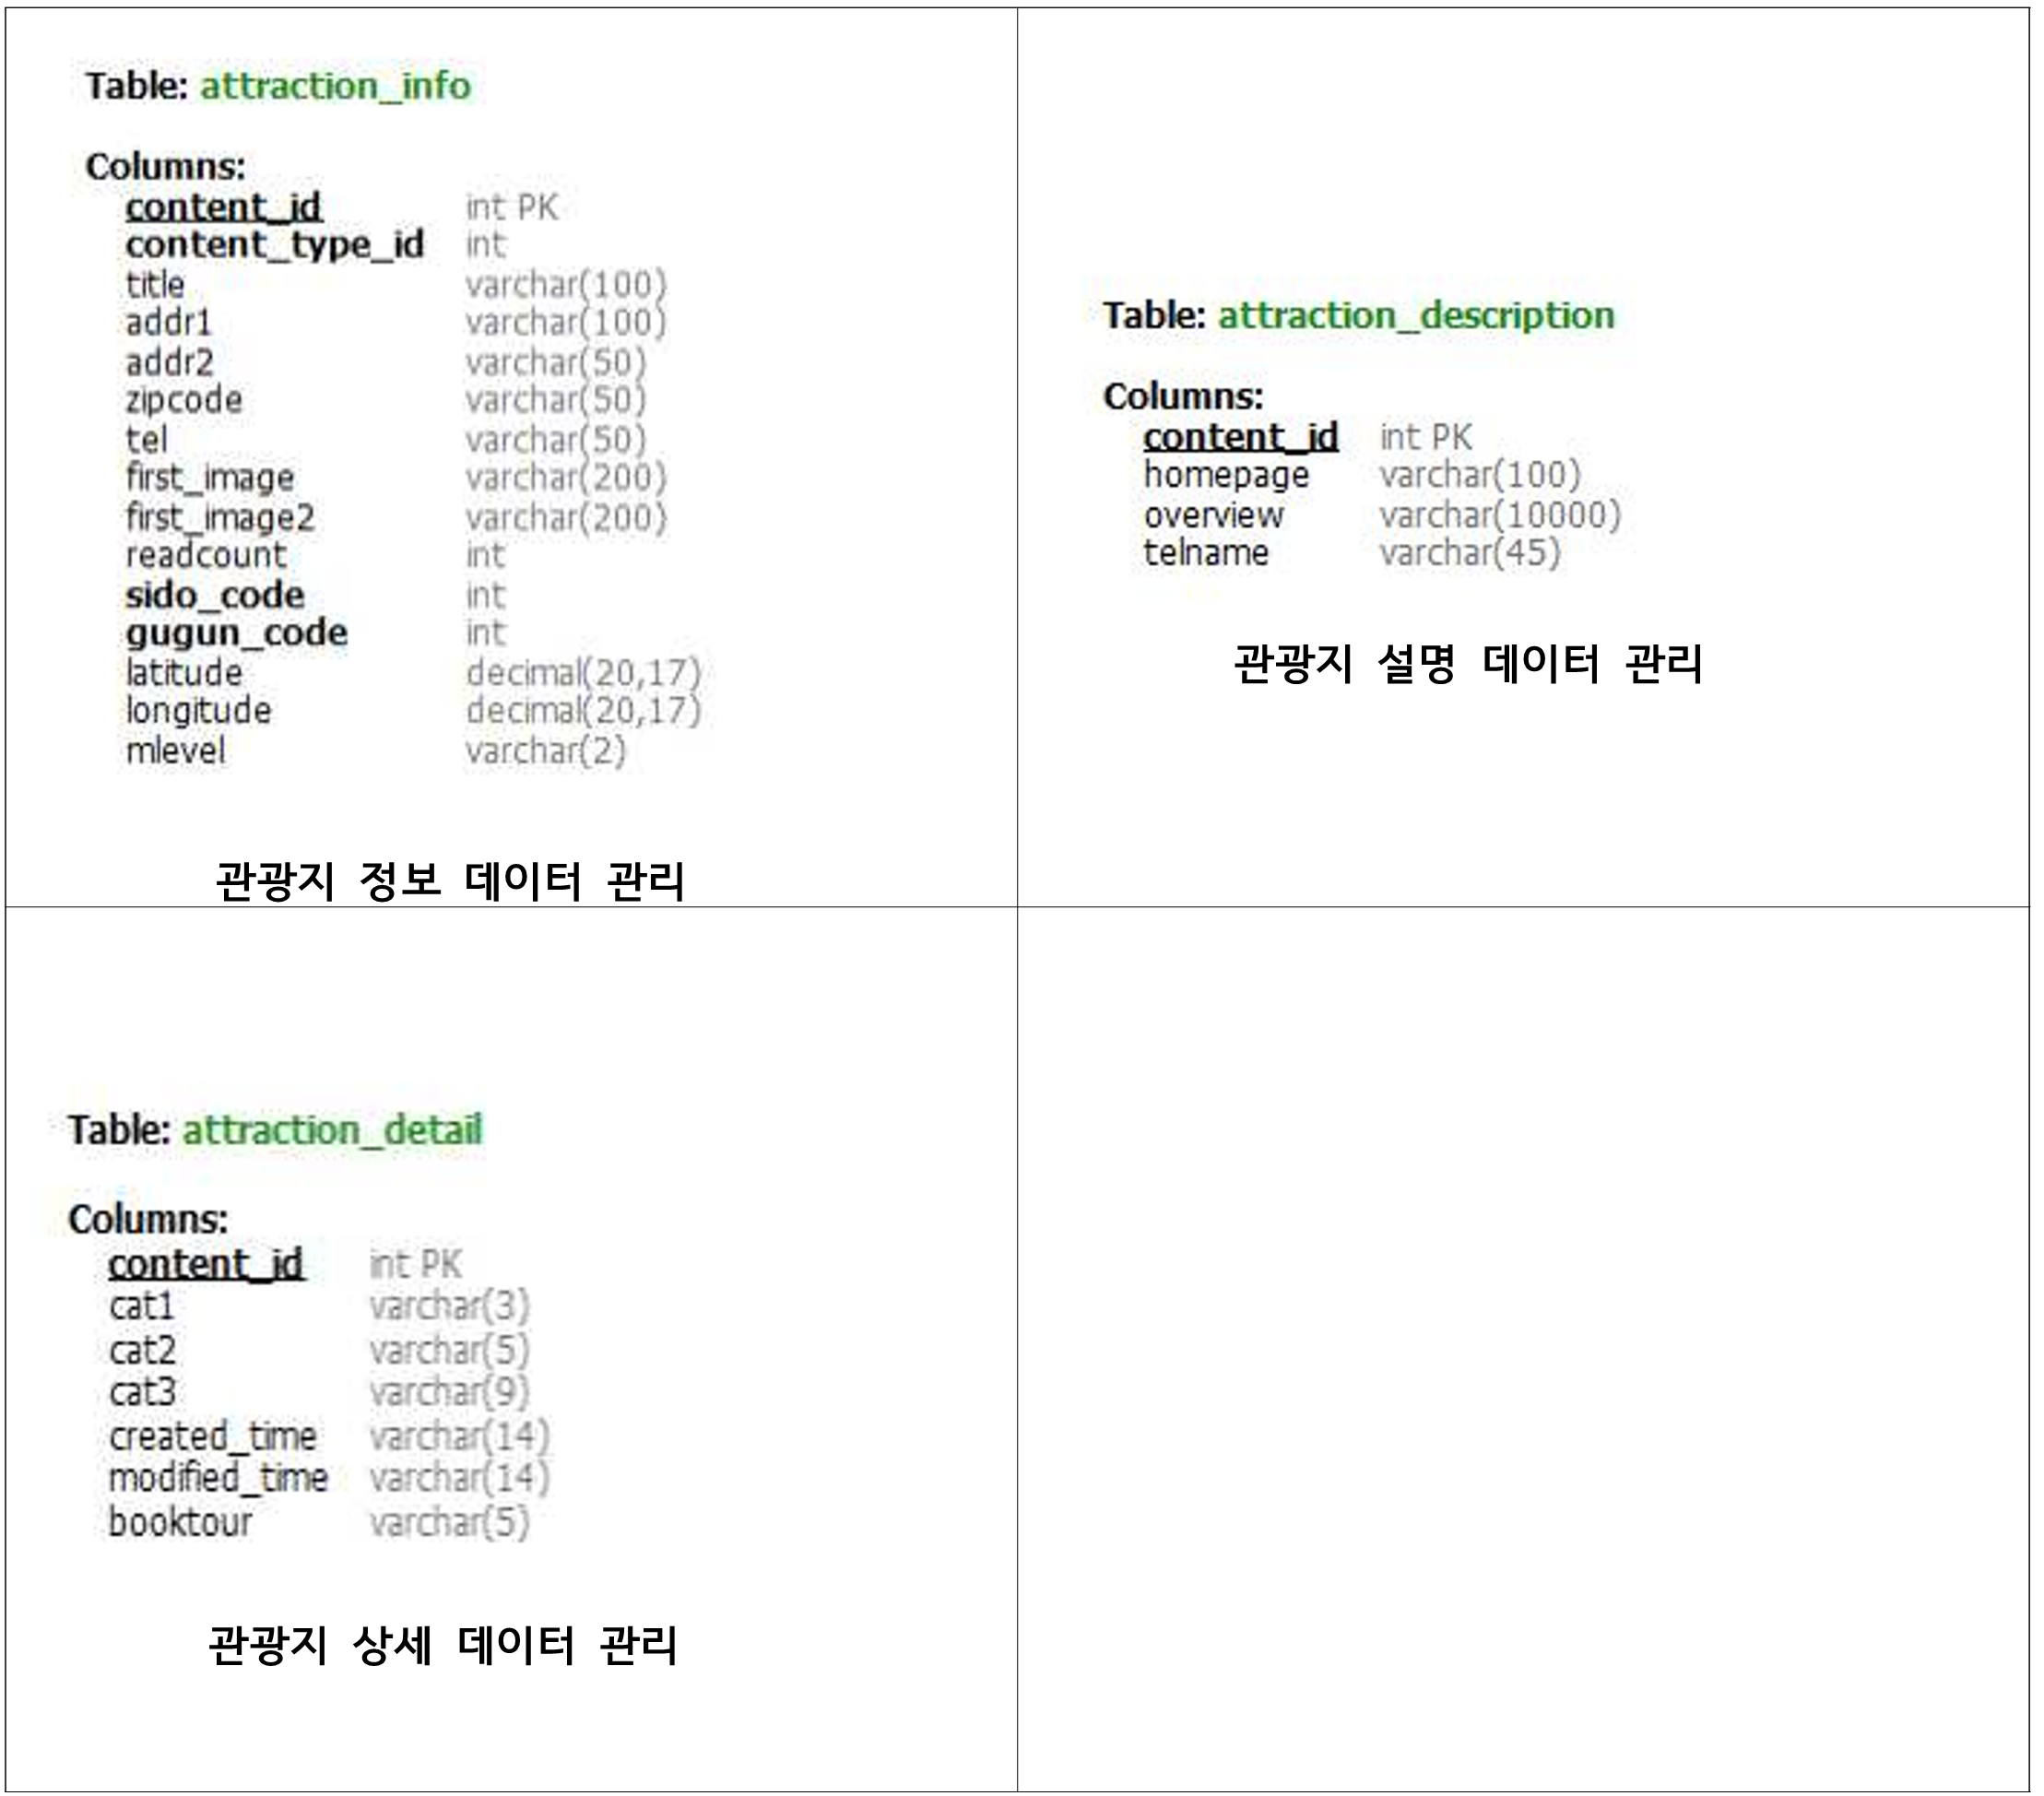 Table: attraction_info
Columns:
content_id int PK
content_type_id int
title varchar(100)
addr1 varchar(100)
addr2 varchar(50)
zipcode varchar(50)
tel varchar(50)
first_image varchar(200)
first_image2 varchar(200)
readcount int
sido_code int
gugun_code int
latitude decimal(20,17)
longitude decimal(20,17)
mlevel varchar(2)
관광지 정보 데이터 관리
Table: attraction_description
Columns:
content_id int PK
homepage varchar(100)
overview varchar(10000)
telname varchar(45)
관광지 설명 데이터 관리
Table: attraction_detail
Columns:
content_id int PK
cat1 varchar(3)
cat2 varchar(5)
cat3 varchar(9)
created_time varchar(14)
modified_time varchar(14)
booktour varchar(5)
관광지 상세 데이터 관리